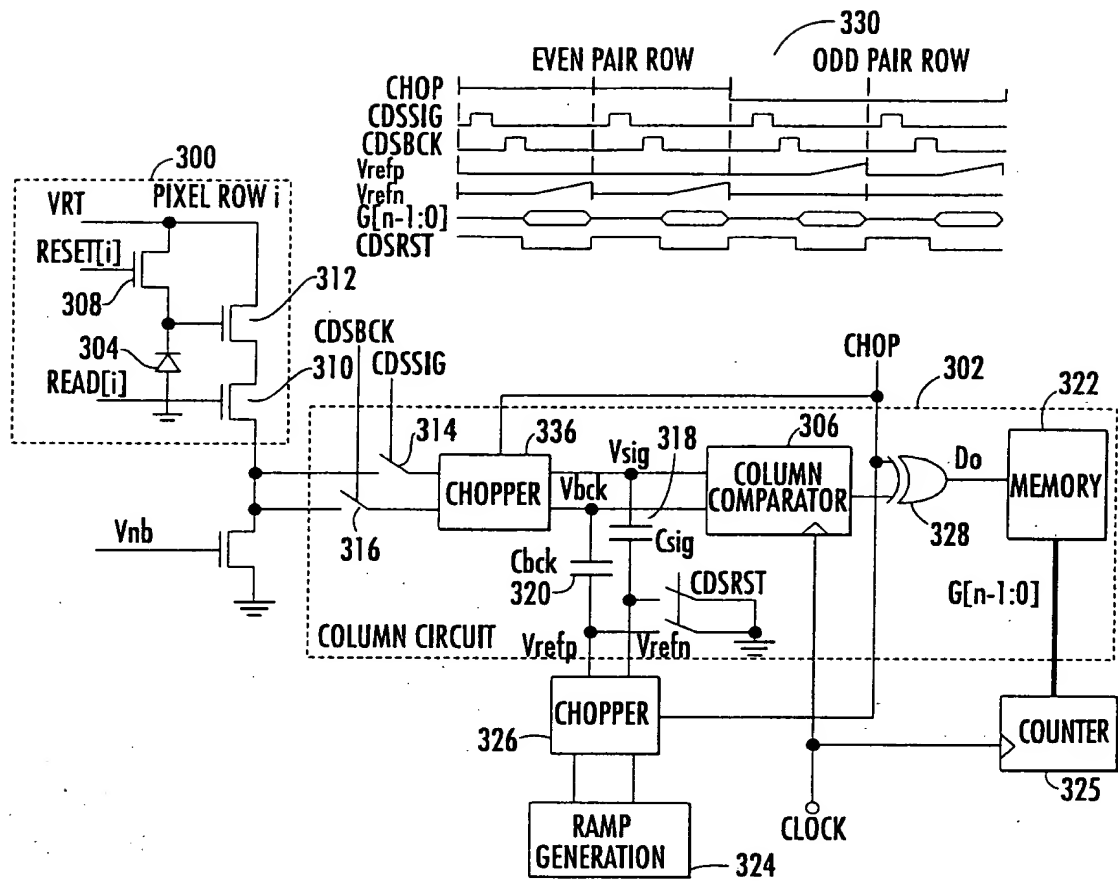 330
EVEN PAIR ROW
ODD PAIR ROW
CHOP
CDSSIG
CDSBCK
Vrefp
Vrefn
G[n-1:0]
CDSRST
300
PIXEL ROW i
VRT
RESET[i]
308
312
304
READ[i]
310
CDSBCK
CDSSIG
CHOP
302
314
336
Vsig
318
306
322
CHOPPER
Vbck
COLUMN
COMPARATOR
Do
MEMORY
316
328
Vnb
Cbck
320
Csig
CDSRST
G[n-1:0]
COLUMN CIRCUIT
Vrefp
Vrefn
CHOPPER
326
COUNTER
325
RAMP
GENERATION
324
CLOCK